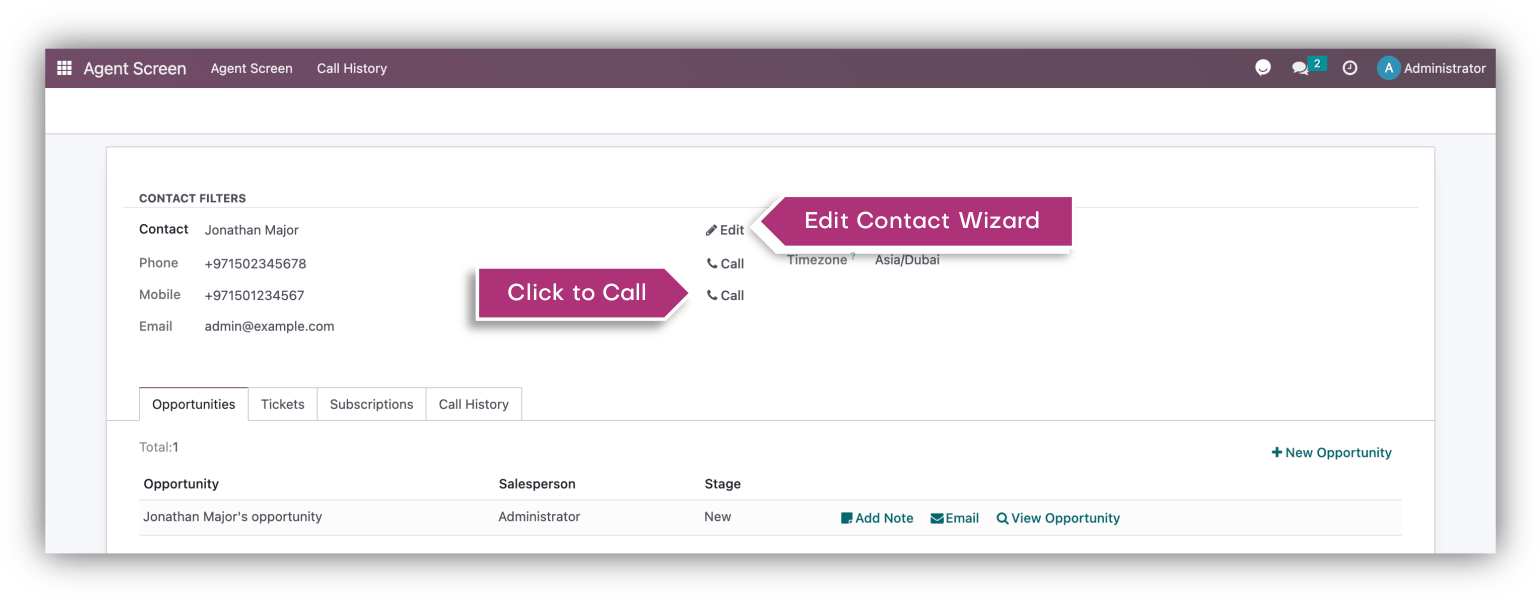 Agent Screen Agent Screen Call History 2 A Administrator
CONTACT FILTERS
Contact Jonathan Major Edit
Edit Contact Wizard
Phone +971502345678 Call Timezone ? Asia/Dubai
Click to Call
Mobile +971501234567 Call
Email admin@example.com
Opportunities Tickets Subscriptions Call History
Total:1
+ New Opportunity
Opportunity Salesperson Stage
Jonathan Major's opportunity Administrator New Add Note Email View Opportunity